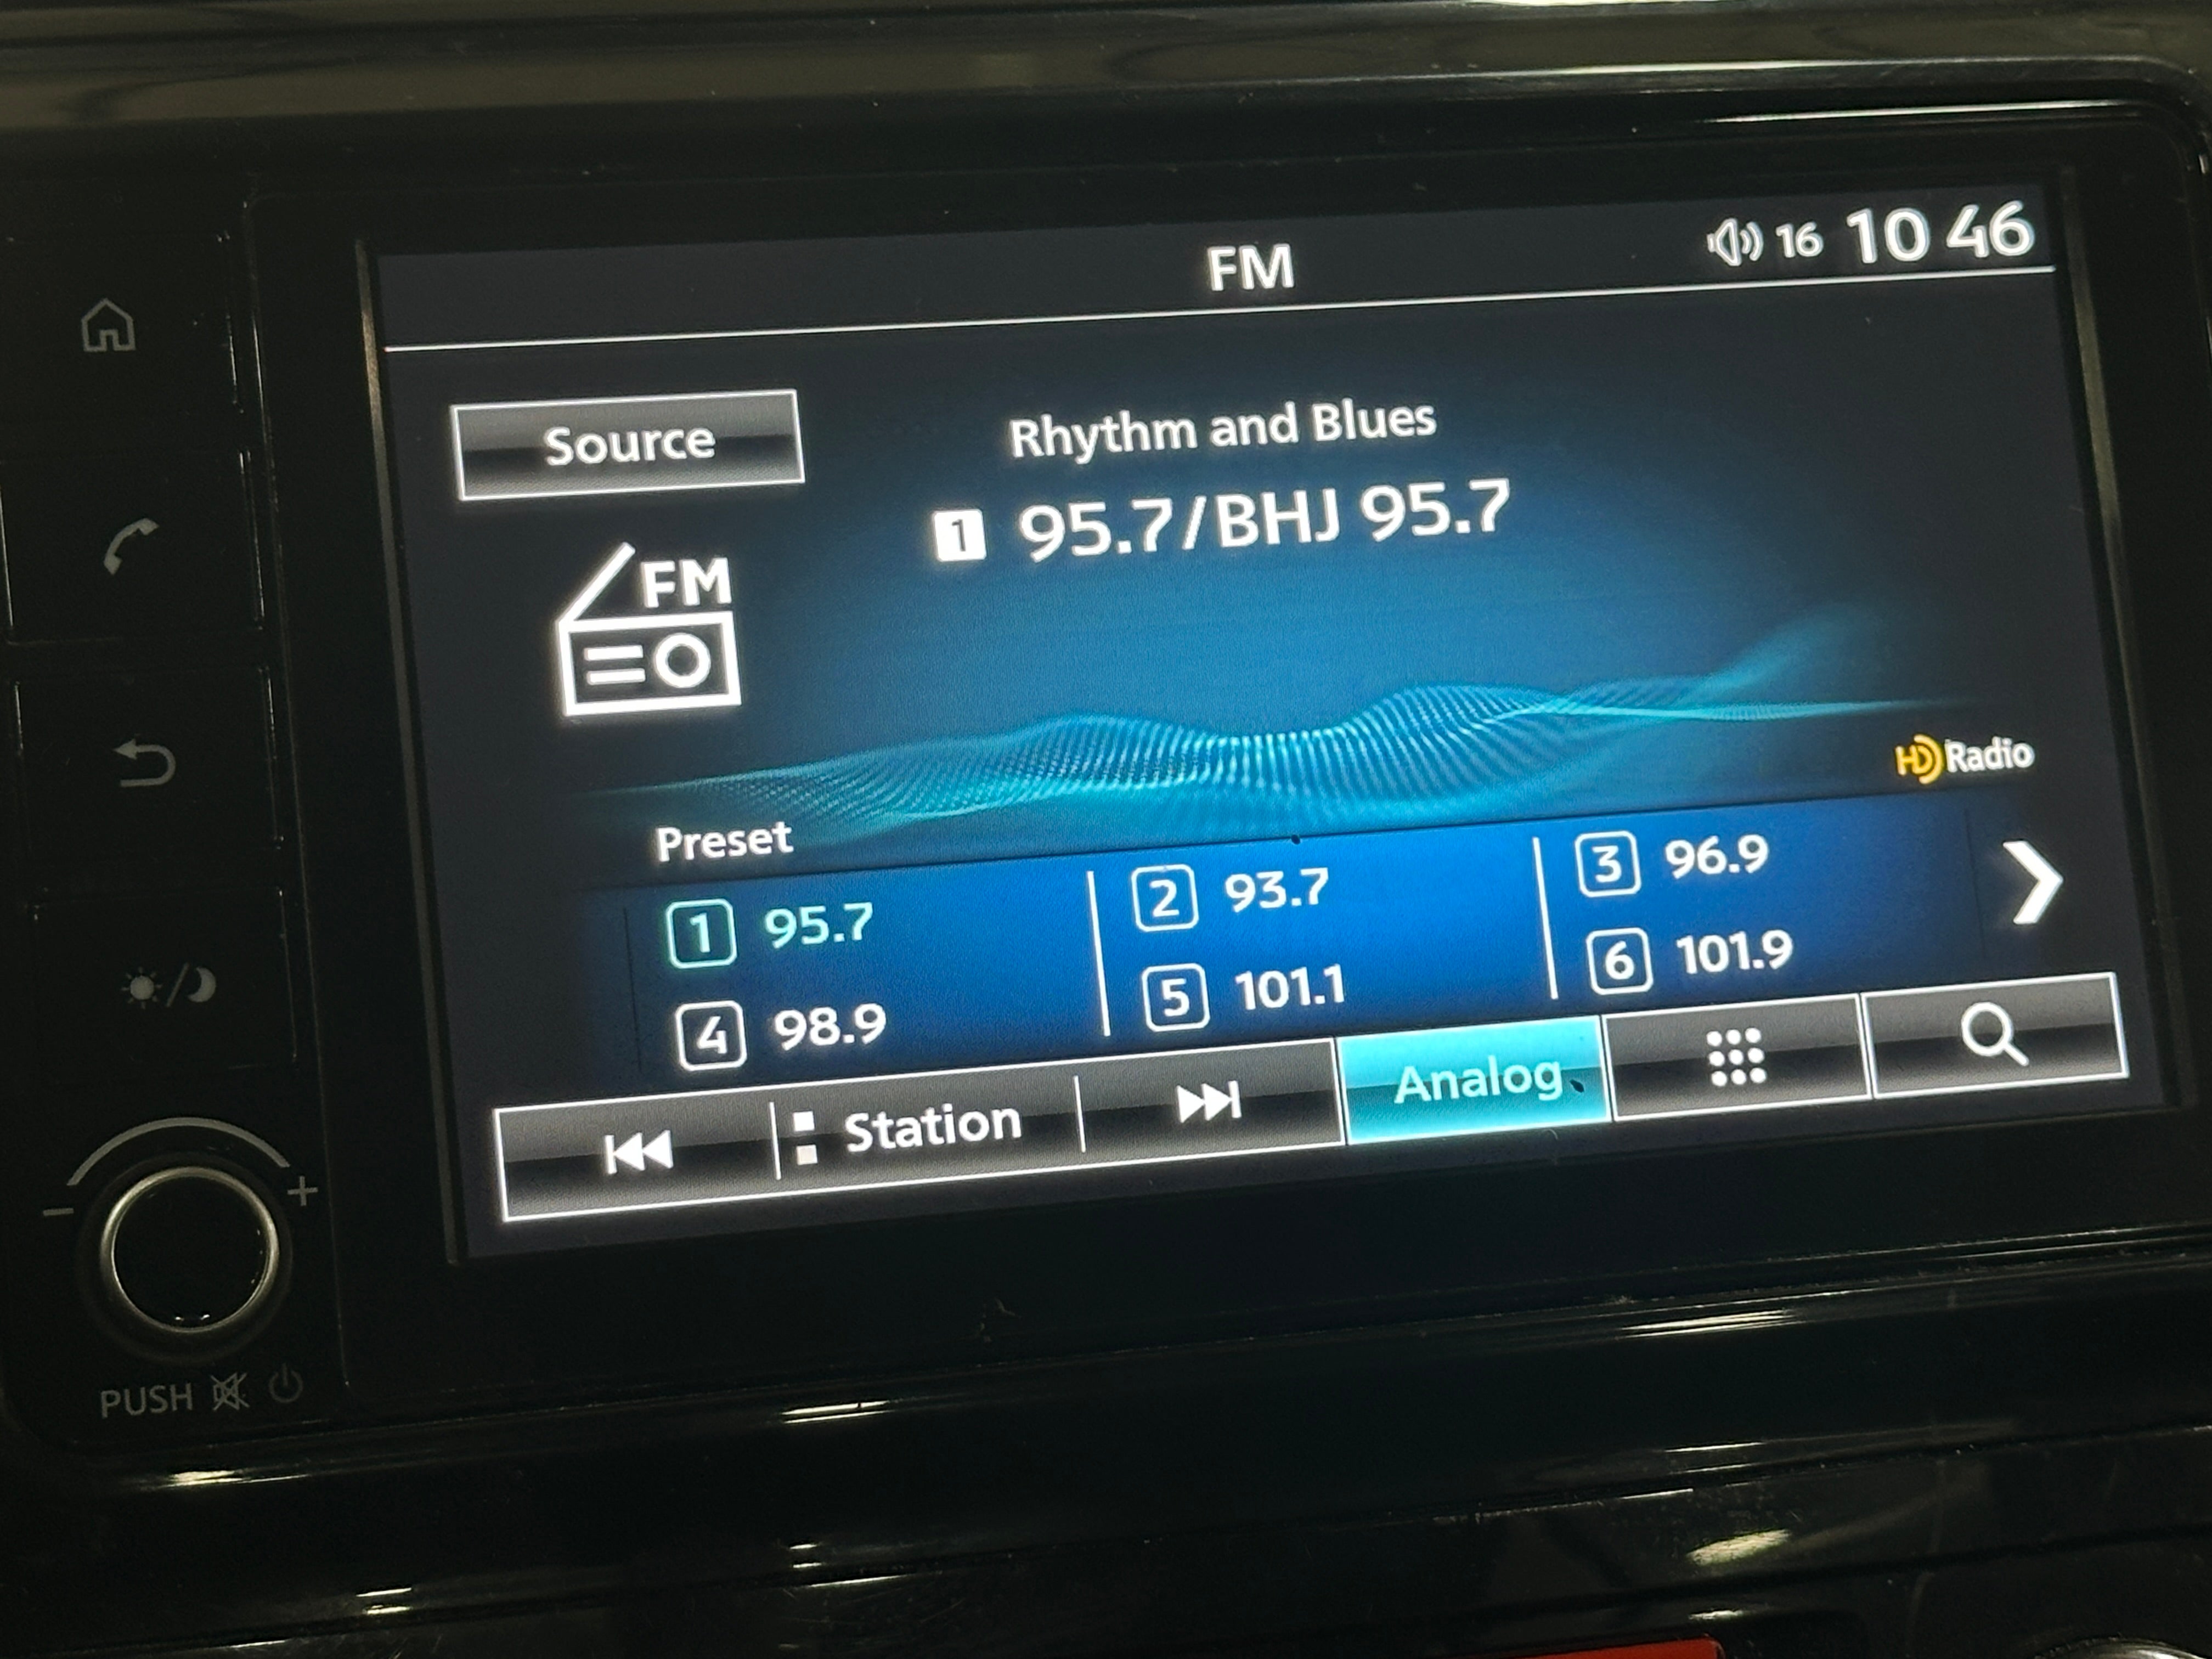 FM
16 10 46
Source
Rhythm and Blues
1 95.7/BHJ 95.7
FM
HD Radio
Preset
1 95.7
2 93.7
3 96.9
4 98.9
5 101.1
6 101.9
Station
Analog
PUSH